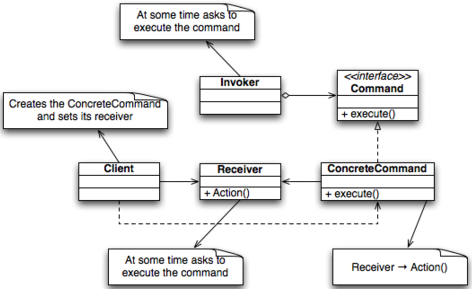 At some time asks to
execute the command
<<interface>>
Command
+ execute()
Invoker
Creates the ConcreteCommand
and sets its receiver
Client
Receiver
+ Action()
ConcreteCommand
+ execute()
At some time asks to
execute the command
Receiver → Action()